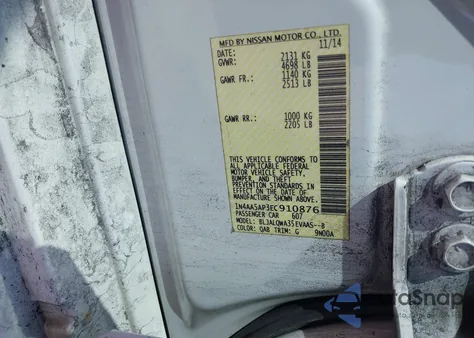 MFD BY NISSAN MOTOR CO., LTD.
DATE: 11/14
GVWR: 2131 KG
4698 LB
GAWR FR.: 1140 KG
2513 LB
GAWR RR.: 1000 KG
2205 LB
THIS VEHICLE CONFORMS TO
ALL APPLICABLE FEDERAL
MOTOR VEHICLE SAFETY,
BUMPER, AND THEFT
PREVENTION STANDARDS IN
EFFECT ON THE DATE OF
MANUFACTURE SHOWN ABOVE.
1N4AA5AP3EC910876
PASSENGER CAR 607
MODEL: BLJALQWA35EVAAS--B
COLOR: QAB TRIM: G 9N00A
AutoSnap